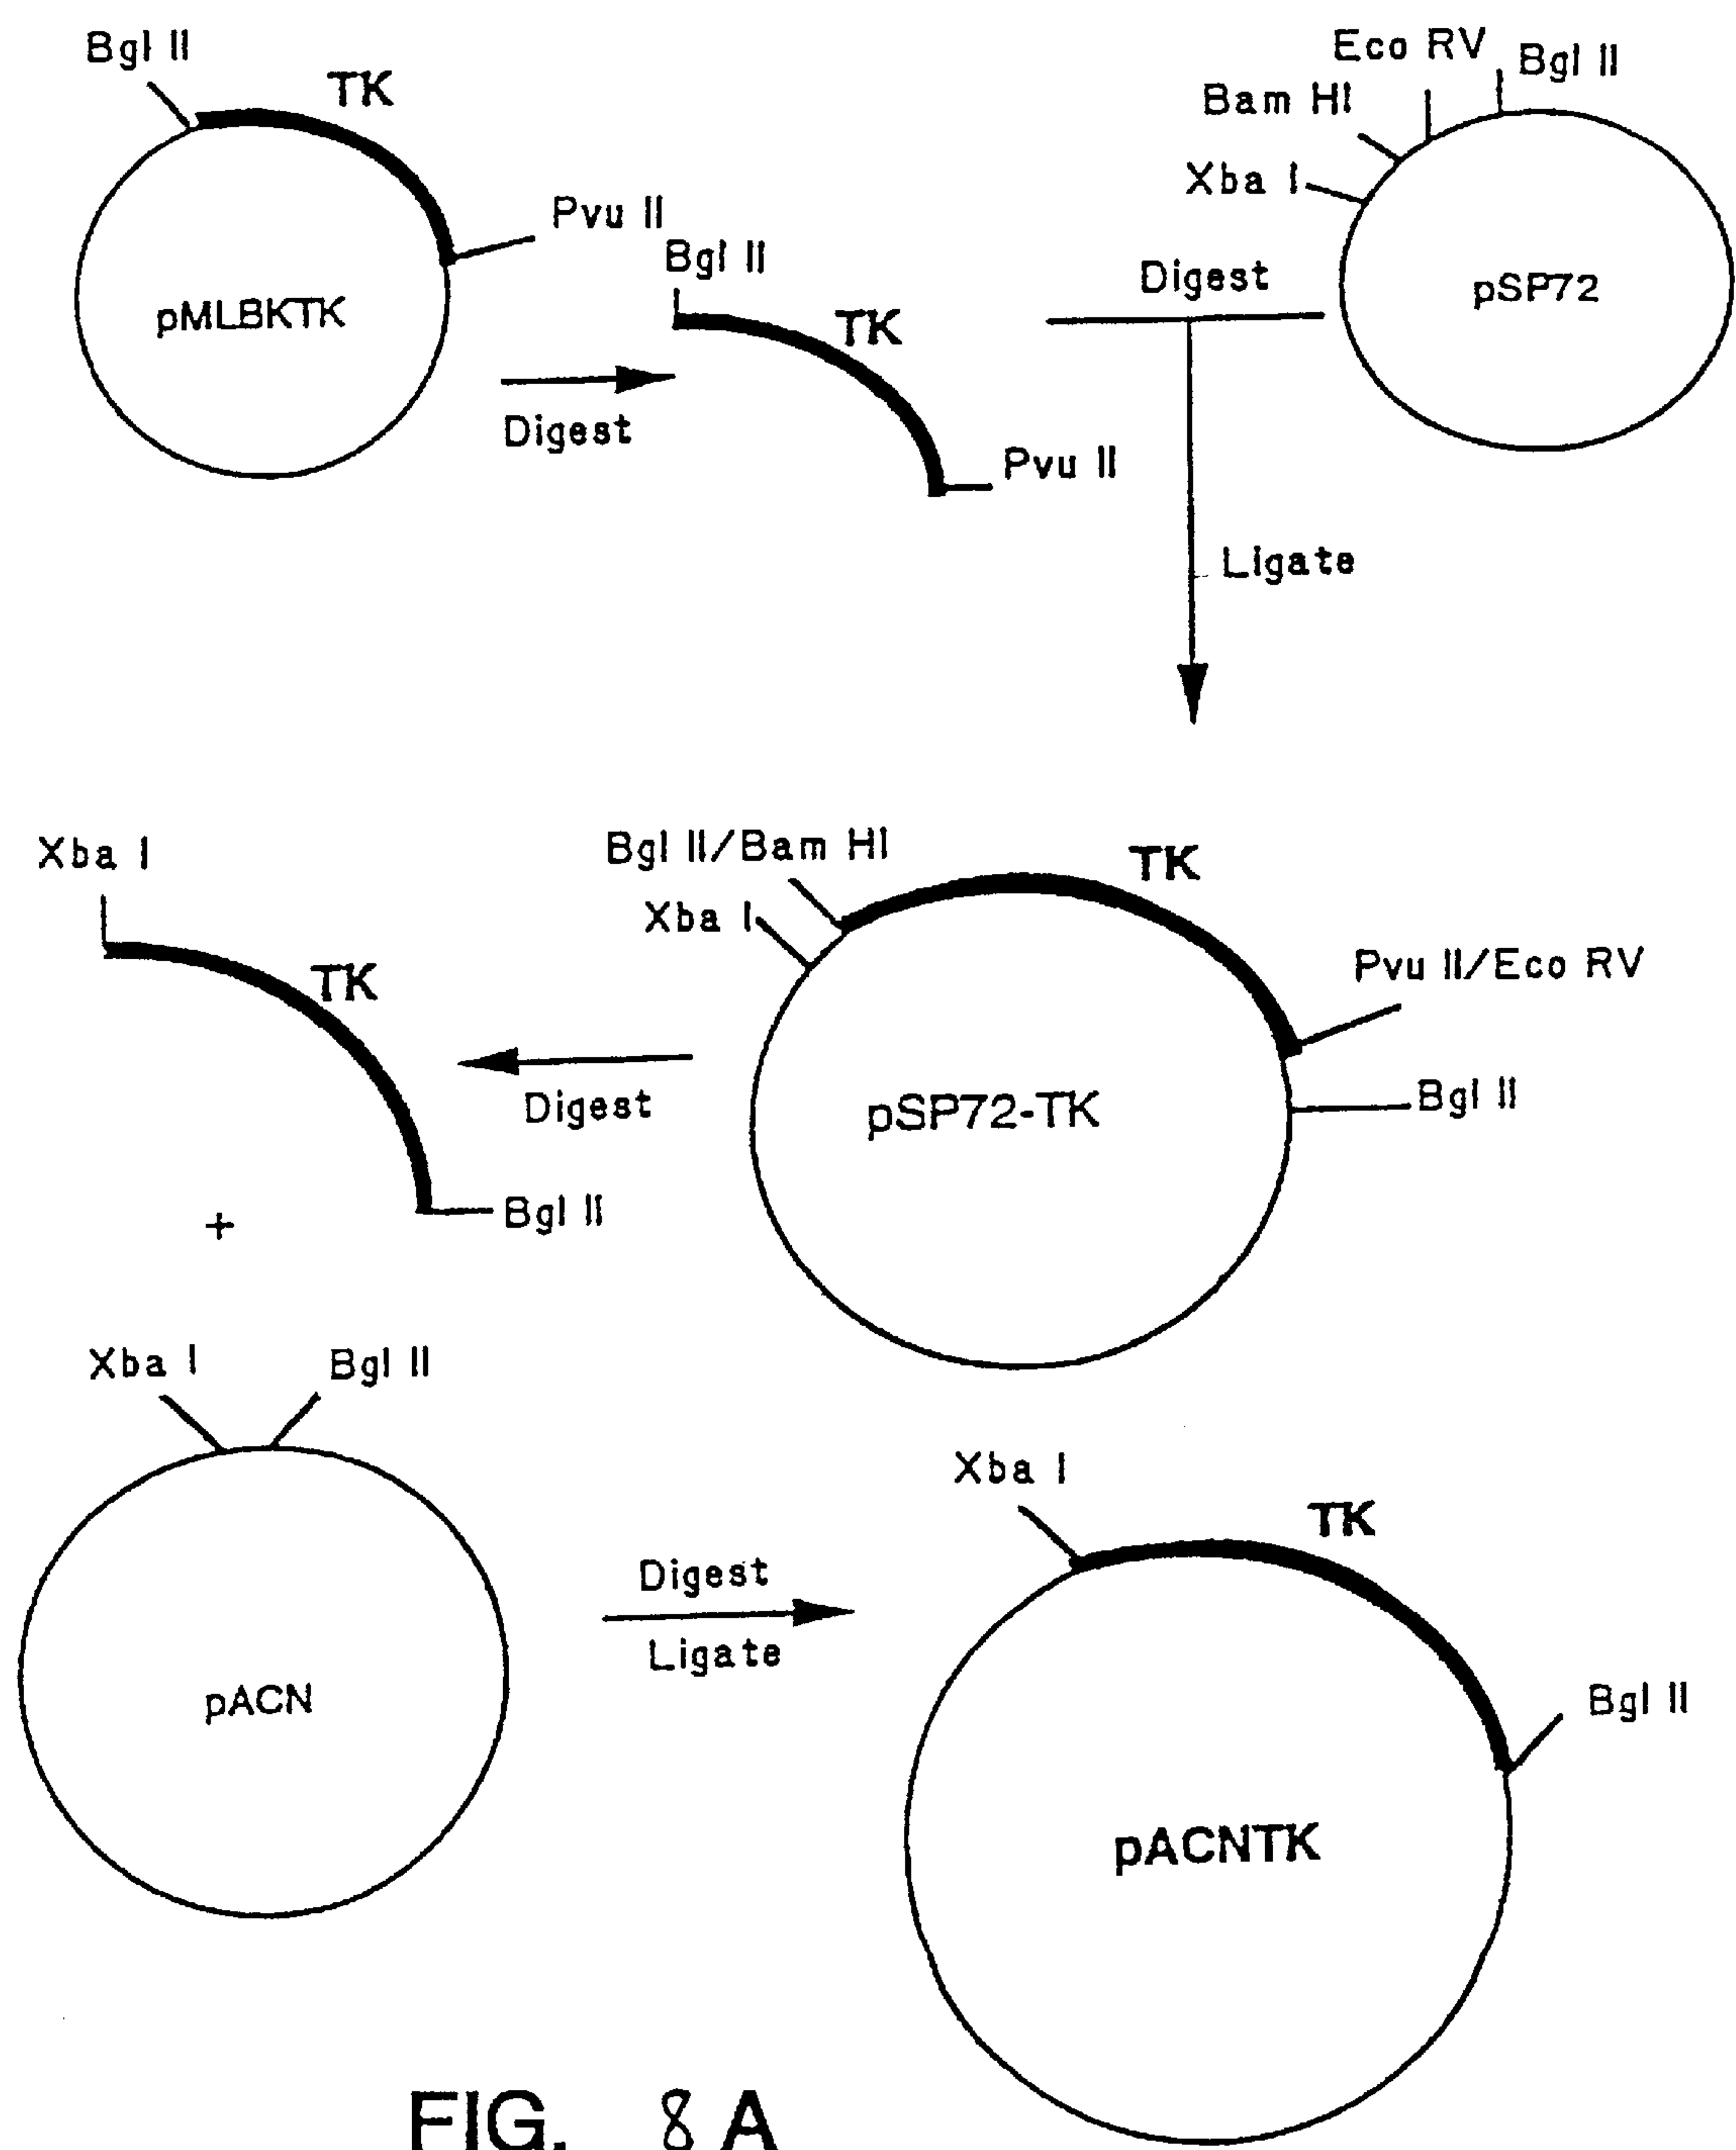 Bgl II
TK
Pvu II
pMLBKTK
Digest
Bgl II
TK
Pvu II
Eco RV
Bgl II
Bam HI
Xba I
pSP72
Digest
Ligate
Bgl II/Bam HI
Xba I
TK
Pvu II/Eco RV
Bgl II
pSP72-TK
Digest
Xba I
TK
Bgl II
+
Xba I
Bgl II
pACN
Digest
Ligate
Xba I
TK
Bgl II
pACNTK
FIG. 8A